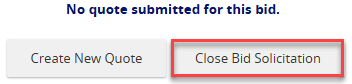 No quote submitted for this bid.
Create New Quote
Close Bid Solicitation